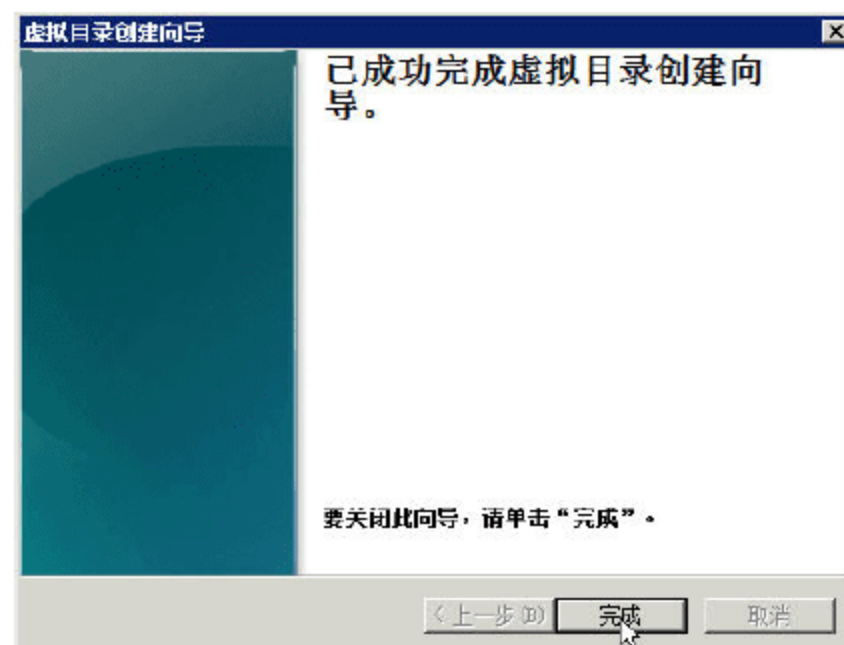 虚拟目录创建向导
已成功完成虚拟目录创建向
导。
要关闭此向导，请单击“完成”。
< 上一步(B)
完成
取消